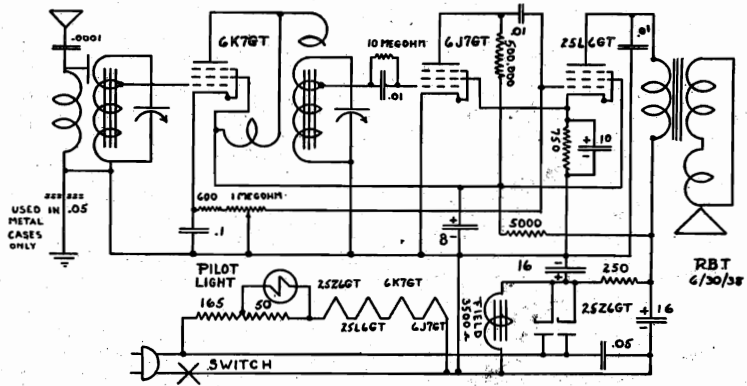 .0001
6K7GT
10 MEGOHM
.01
6J7GT
500,000
.01
25L6GT
.01
750
+
-
10
USED IN .05
METAL
CASES
ONLY
600
1 MEGOHM
.1
+
8-
5000
16
-
+
250
RBT
6/30/38
PILOT
LIGHT
165
50
25Z6GT
6K7GT
25L6GT
6J7GT
FIELD
3500Ω
25Z6GT
+
-
16
.05
SWITCH